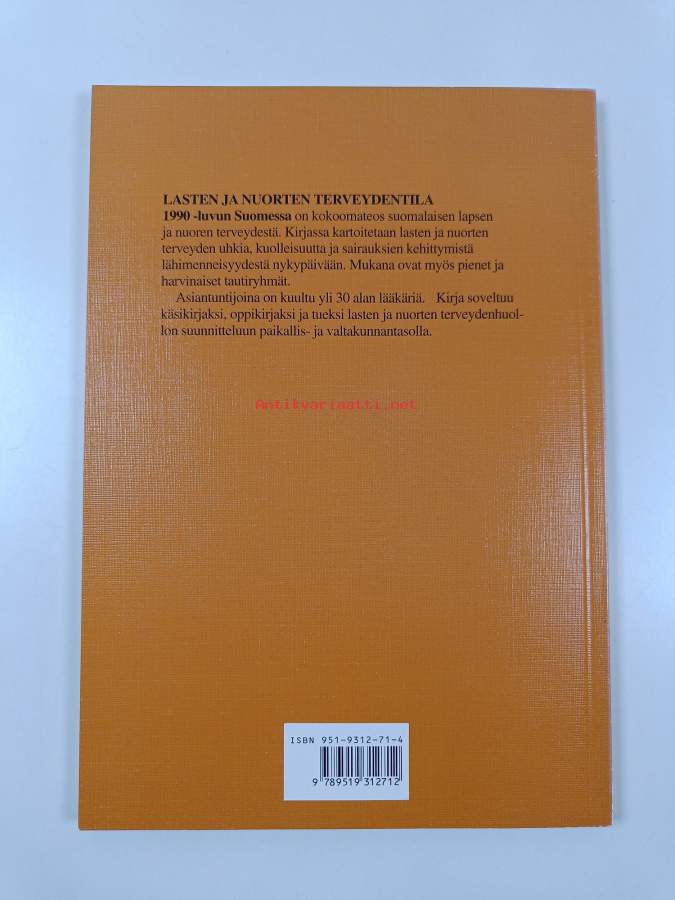 LASTEN JA NUORTEN TERVEYDENTILA
1990 -luvun Suomessa on kokoomateos suomalaisen lapsen
ja nuoren terveydestä. Kirjassa kartoitetaan lasten ja nuorten
terveyden uhkia, kuolleisuutta ja sairauksien kehittymistä
lähimenneisyydestä nykypäivään. Mukana ovat myös pienet ja
harvinaiset tautiryhmät.
Asiantuntijoina on kuultu yli 30 alan lääkäriä. Kirja soveltuu
käsikirjaksi, oppikirjaksi ja tueksi lasten ja nuorten terveydenhuol-
lon suunnitteluun paikallis- ja valtakunnantasolla.
Antikvariaatti.net
ISBN 951-9312-71-4
9 789519 312712